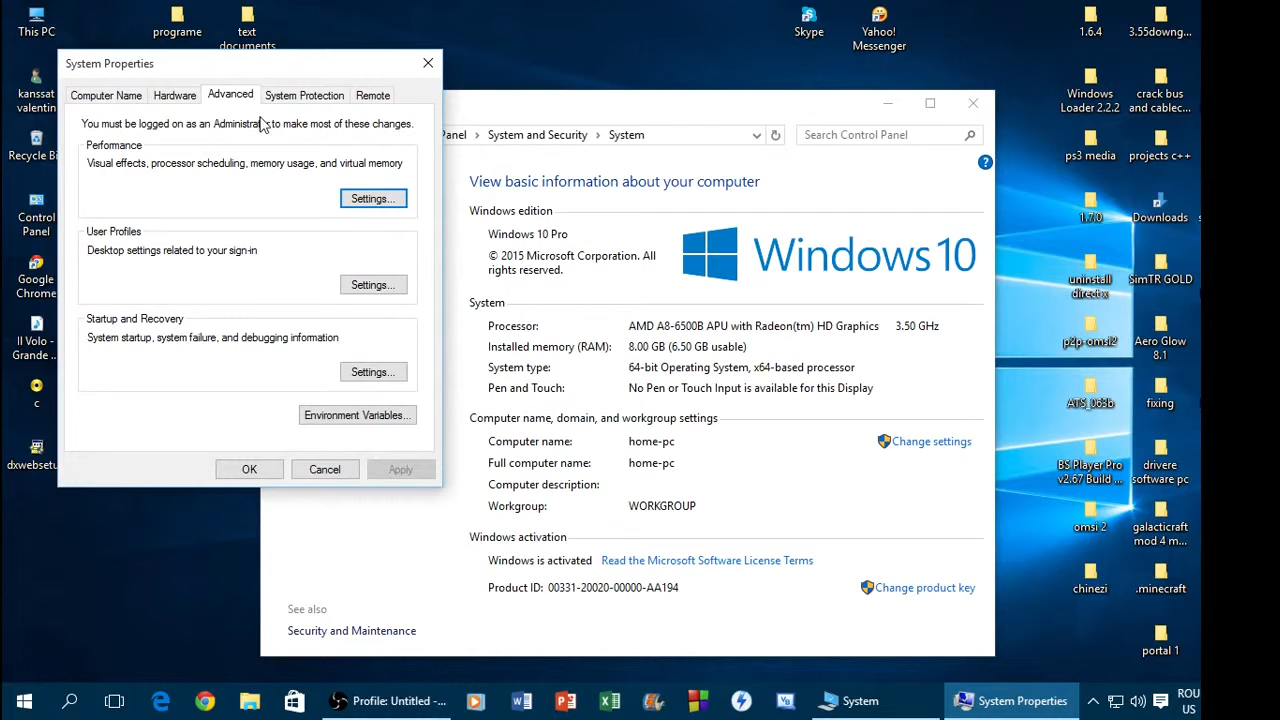 This PC
programe
text
documents
Skype
Yahoo!
Messenger
1.6.4
3.55downg...
kanssat
valentin
Recycle Bi
Control
Panel
Google
Chrome
Il Volo -
Grande ...
c
dxwebsetu
System Properties
Computer Name
Hardware
Advanced
System Protection
Remote
You must be logged on as an Administrator to make most of these changes.
Performance
Visual effects, processor scheduling, memory usage, and virtual memory
Settings...
User Profiles
Desktop settings related to your sign-in
Settings...
Startup and Recovery
System startup, system failure, and debugging information
Settings...
Environment Variables...
OK
Cancel
Apply
Panel > System and Security > System
Search Control Panel
View basic information about your computer
Windows edition
Windows 10 Pro
© 2015 Microsoft Corporation. All
rights reserved.
Windows 10
System
Processor: AMD A8-6500B APU with Radeon(tm) HD Graphics 3.50 GHz
Installed memory (RAM): 8.00 GB (6.50 GB usable)
System type: 64-bit Operating System, x64-based processor
Pen and Touch: No Pen or Touch Input is available for this Display
Computer name, domain, and workgroup settings
Computer name: home-pc
Change settings
Full computer name: home-pc
Computer description:
Workgroup: WORKGROUP
Windows activation
Windows is activated Read the Microsoft Software License Terms
Product ID: 00331-20020-00000-AA194
Change product key
See also
Security and Maintenance
Windows
Loader 2.2.2
crack bus
and cablec...
ps3 media
projects c++
1.7.0
Downloads
uninstall
direct x
SimTR GOLD
p2p-omsi2
Aero Glow
8.1
ATS_063b
fixing
BS Player Pro
v2.67 Build ...
drivere
software pc
omsi 2
galacticraft
mod 4 m...
chinezi
.minecraft
portal 1
Profile: Untitled -...
System
System Properties
ROU
US